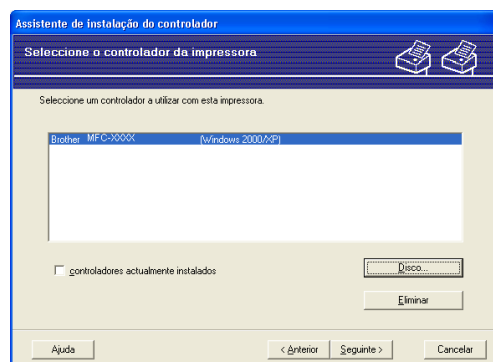 Assistente de instalação do controlador
Seleccione o controlador da impressora
Seleccione um controlador a utilizar com esta impressora.
Brother MFC-XXXX (Windows 2000/XP)
controladores actualmente instalados
Disco...
Eliminar
Ajuda < Anterior Seguinte > Cancelar